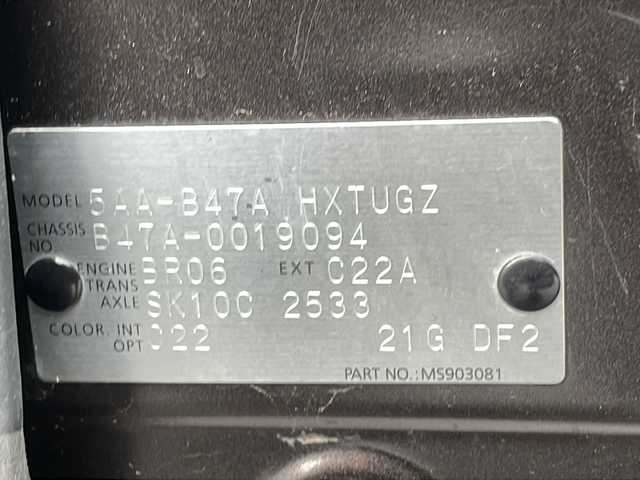 MODEL 5AA-B47A HXTUGZ
CHASSIS NO. B47A-0019094
ENGINE BR06 EXT C22A
TRANS
AXLE SK10C 2533
COLOR. INT C22
OPT 21G DF2
PART NO.:MS903081